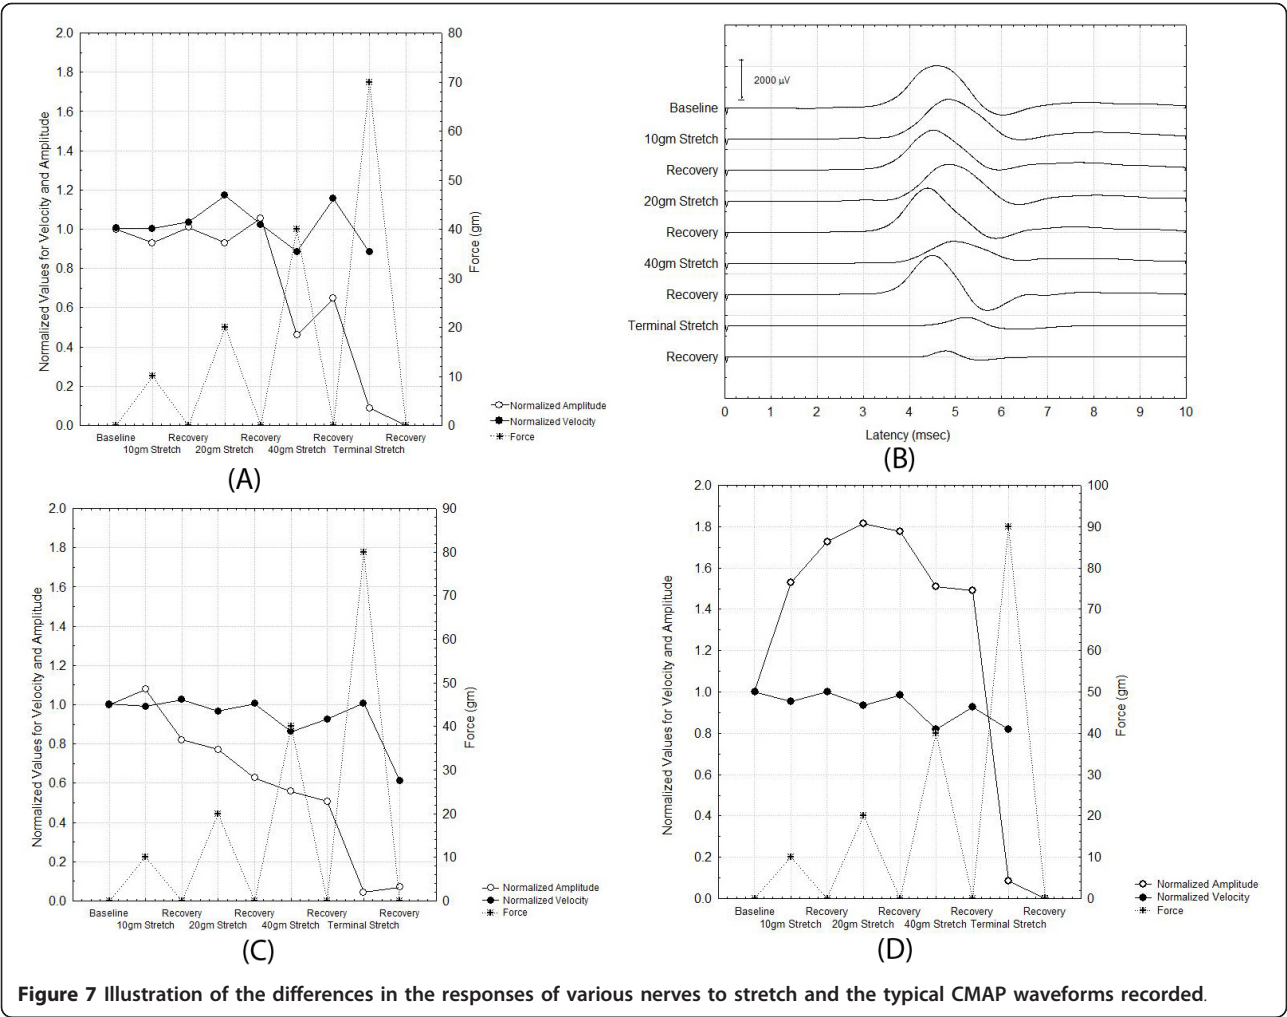 2.0
1.8
1.6
1.4
1.2
1.0
0.8
0.6
0.4
0.2
0.0
Normalized Values for Velocity and Amplitude
80
70
60
50
40
30
20
10
0
Force (gm)
Baseline Recovery Recovery Recovery Recovery
10gm Stretch 20gm Stretch 40gm Stretch Terminal Stretch
Normalized Amplitude
Normalized Velocity
Force
(A)
2000 µV
Baseline
10gm Stretch
Recovery
20gm Stretch
Recovery
40gm Stretch
Recovery
Terminal Stretch
Recovery
0 1 2 3 4 5 6 7 8 9 10
Latency (msec)
(B)
2.0
1.8
1.6
1.4
1.2
1.0
0.8
0.6
0.4
0.2
0.0
Normalized Values for Velocity and Amplitude
90
80
70
60
50
40
30
20
10
0
Force (gm)
Baseline Recovery Recovery Recovery Recovery
10gm Stretch 20gm Stretch 40gm Stretch Terminal Stretch
Normalized Amplitude
Normalized Velocity
Force
(C)
2.0
1.8
1.6
1.4
1.2
1.0
0.8
0.6
0.4
0.2
0.0
Normalized Values for Velocity and Amplitude
100
90
80
70
60
50
40
30
20
10
0
Force (gm)
Baseline Recovery Recovery Recovery Recovery
10gm Stretch 20gm Stretch 40gm Stretch Terminal Stretch
Normalized Amplitude
Normalized Velocity
Force
(D)
Figure 7 Illustration of the differences in the responses of various nerves to stretch and the typical CMAP waveforms recorded.